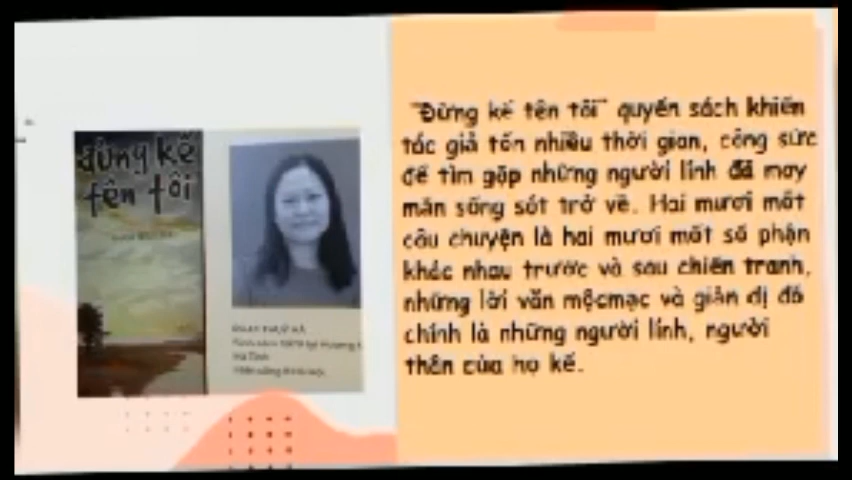 đừng kể
tên tôi
"Đừng kể tên tôi" quyển sách khiến
tác giả tốn nhiều thời gian, công sức
để tìm gặp những người lính đã may
mắn sống sót trở về. Hai mươi mốt
câu chuyện là hai mươi mốt số phận
khác nhau trước và sau chiến tranh,
những lời văn mộcmạc và giản dị đó
chính là những người lính, người
thân của họ kể.
Hà Tĩnh